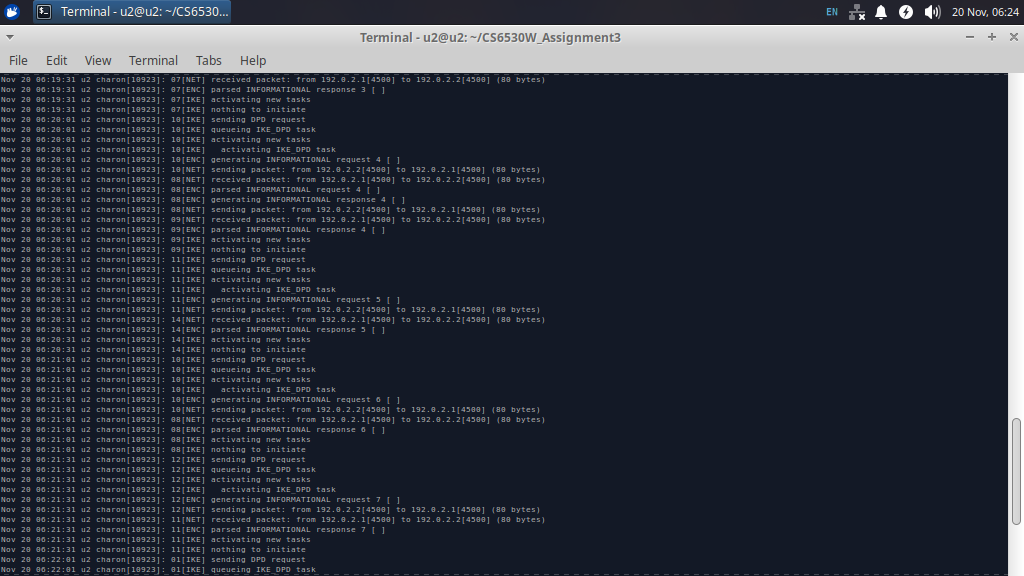 Terminal - u2@u2: ~/CS6530...
EN
20 Nov, 06:24
Terminal - u2@u2: ~/CS6530W_Assignment3
File Edit View Terminal Tabs Help
Nov 20 06:19:31 u2 charon[10923]: 07[NET] received packet: from 192.0.2.1[4500] to 192.0.2.2[4500] (80 bytes)
Nov 20 06:19:31 u2 charon[10923]: 07[ENC] parsed INFORMATIONAL response 3 [ ]
Nov 20 06:19:31 u2 charon[10923]: 07[IKE] activating new tasks
Nov 20 06:19:31 u2 charon[10923]: 07[IKE] nothing to initiate
Nov 20 06:20:01 u2 charon[10923]: 10[IKE] sending DPD request
Nov 20 06:20:01 u2 charon[10923]: 10[IKE] queueing IKE_DPD task
Nov 20 06:20:01 u2 charon[10923]: 10[IKE] activating new tasks
Nov 20 06:20:01 u2 charon[10923]: 10[IKE]   activating IKE_DPD task
Nov 20 06:20:01 u2 charon[10923]: 10[ENC] generating INFORMATIONAL request 4 [ ]
Nov 20 06:20:01 u2 charon[10923]: 10[NET] sending packet: from 192.0.2.2[4500] to 192.0.2.1[4500] (80 bytes)
Nov 20 06:20:01 u2 charon[10923]: 08[NET] received packet: from 192.0.2.1[4500] to 192.0.2.2[4500] (80 bytes)
Nov 20 06:20:01 u2 charon[10923]: 08[ENC] parsed INFORMATIONAL request 4 [ ]
Nov 20 06:20:01 u2 charon[10923]: 08[ENC] generating INFORMATIONAL response 4 [ ]
Nov 20 06:20:01 u2 charon[10923]: 08[NET] sending packet: from 192.0.2.2[4500] to 192.0.2.1[4500] (80 bytes)
Nov 20 06:20:01 u2 charon[10923]: 09[NET] received packet: from 192.0.2.1[4500] to 192.0.2.2[4500] (80 bytes)
Nov 20 06:20:01 u2 charon[10923]: 09[ENC] parsed INFORMATIONAL response 4 [ ]
Nov 20 06:20:01 u2 charon[10923]: 09[IKE] activating new tasks
Nov 20 06:20:01 u2 charon[10923]: 09[IKE] nothing to initiate
Nov 20 06:20:31 u2 charon[10923]: 11[IKE] sending DPD request
Nov 20 06:20:31 u2 charon[10923]: 11[IKE] queueing IKE_DPD task
Nov 20 06:20:31 u2 charon[10923]: 11[IKE] activating new tasks
Nov 20 06:20:31 u2 charon[10923]: 11[IKE]   activating IKE_DPD task
Nov 20 06:20:31 u2 charon[10923]: 11[ENC] generating INFORMATIONAL request 5 [ ]
Nov 20 06:20:31 u2 charon[10923]: 11[NET] sending packet: from 192.0.2.2[4500] to 192.0.2.1[4500] (80 bytes)
Nov 20 06:20:31 u2 charon[10923]: 14[NET] received packet: from 192.0.2.1[4500] to 192.0.2.2[4500] (80 bytes)
Nov 20 06:20:31 u2 charon[10923]: 14[ENC] parsed INFORMATIONAL response 5 [ ]
Nov 20 06:20:31 u2 charon[10923]: 14[IKE] activating new tasks
Nov 20 06:20:31 u2 charon[10923]: 14[IKE] nothing to initiate
Nov 20 06:21:01 u2 charon[10923]: 10[IKE] sending DPD request
Nov 20 06:21:01 u2 charon[10923]: 10[IKE] queueing IKE_DPD task
Nov 20 06:21:01 u2 charon[10923]: 10[IKE] activating new tasks
Nov 20 06:21:01 u2 charon[10923]: 10[IKE]   activating IKE_DPD task
Nov 20 06:21:01 u2 charon[10923]: 10[ENC] generating INFORMATIONAL request 6 [ ]
Nov 20 06:21:01 u2 charon[10923]: 10[NET] sending packet: from 192.0.2.2[4500] to 192.0.2.1[4500] (80 bytes)
Nov 20 06:21:01 u2 charon[10923]: 08[NET] received packet: from 192.0.2.1[4500] to 192.0.2.2[4500] (80 bytes)
Nov 20 06:21:01 u2 charon[10923]: 08[ENC] parsed INFORMATIONAL response 6 [ ]
Nov 20 06:21:01 u2 charon[10923]: 08[IKE] activating new tasks
Nov 20 06:21:01 u2 charon[10923]: 08[IKE] nothing to initiate
Nov 20 06:21:31 u2 charon[10923]: 12[IKE] sending DPD request
Nov 20 06:21:31 u2 charon[10923]: 12[IKE] queueing IKE_DPD task
Nov 20 06:21:31 u2 charon[10923]: 12[IKE] activating new tasks
Nov 20 06:21:31 u2 charon[10923]: 12[IKE]   activating IKE_DPD task
Nov 20 06:21:31 u2 charon[10923]: 12[ENC] generating INFORMATIONAL request 7 [ ]
Nov 20 06:21:31 u2 charon[10923]: 12[NET] sending packet: from 192.0.2.2[4500] to 192.0.2.1[4500] (80 bytes)
Nov 20 06:21:31 u2 charon[10923]: 11[NET] received packet: from 192.0.2.1[4500] to 192.0.2.2[4500] (80 bytes)
Nov 20 06:21:31 u2 charon[10923]: 11[ENC] parsed INFORMATIONAL response 7 [ ]
Nov 20 06:21:31 u2 charon[10923]: 11[IKE] activating new tasks
Nov 20 06:21:31 u2 charon[10923]: 11[IKE] nothing to initiate
Nov 20 06:22:01 u2 charon[10923]: 01[IKE] sending DPD request
Nov 20 06:22:01 u2 charon[10923]: 01[IKE] queueing IKE_DPD task